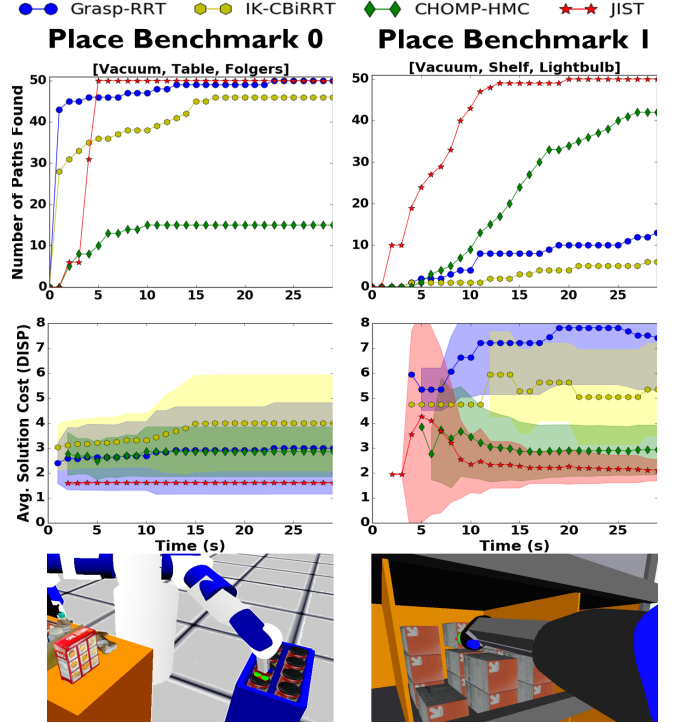 Grasp-RRT IK-CBiRRT CHOMP-HMC JIST
Place Benchmark 0 Place Benchmark 1
[Vacuum, Table, Folgers] [Vacuum, Shelf, Lightbulb]
Number of Paths Found
50
40
30
20
10
0
0 5 10 15 20 25
50
40
30
20
10
0
0 5 10 15 20 25
Avg. Solution Cost (DISP)
8
7
6
5
4
3
2
1
0
0 5 10 15 20 25
Time (s)
8
7
6
5
4
3
2
1
0
0 5 10 15 20 25
Time (s)